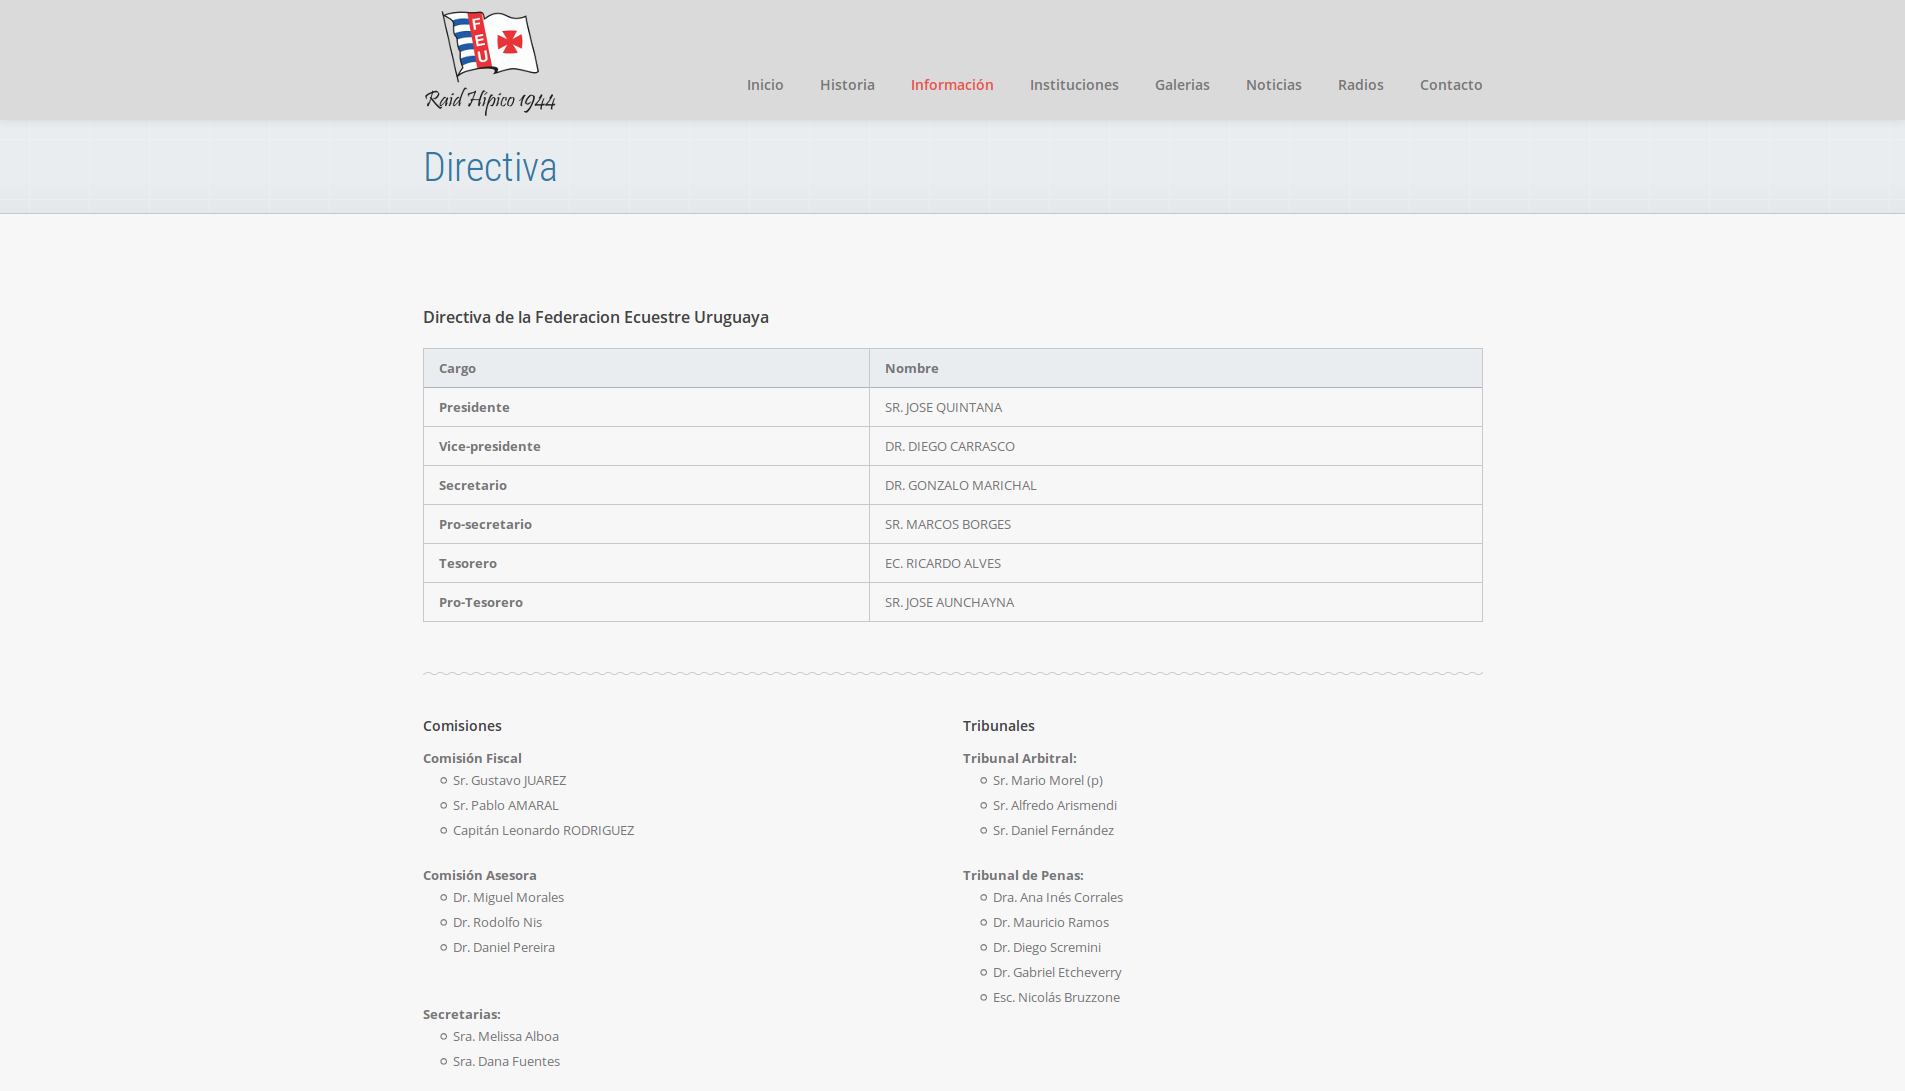 F
E
U
Raid Hípico 1944
Inicio Historia Información Instituciones Galerias Noticias Radios Contacto
Directiva
Directiva de la Federacion Ecuestre Uruguaya
Cargo Nombre
Presidente SR. JOSE QUINTANA
Vice-presidente DR. DIEGO CARRASCO
Secretario DR. GONZALO MARICHAL
Pro-secretario SR. MARCOS BORGES
Tesorero EC. RICARDO ALVES
Pro-Tesorero SR. JOSE AUNCHAYNA
Comisiones
Comisión Fiscal
Sr. Gustavo JUAREZ
Sr. Pablo AMARAL
Capitán Leonardo RODRIGUEZ
Comisión Asesora
Dr. Miguel Morales
Dr. Rodolfo Nis
Dr. Daniel Pereira
Secretarias:
Sra. Melissa Alboa
Sra. Dana Fuentes
Tribunales
Tribunal Arbitral:
Sr. Mario Morel (p)
Sr. Alfredo Arismendi
Sr. Daniel Fernández
Tribunal de Penas:
Dra. Ana Inés Corrales
Dr. Mauricio Ramos
Dr. Diego Scremini
Dr. Gabriel Etcheverry
Esc. Nicolás Bruzzone